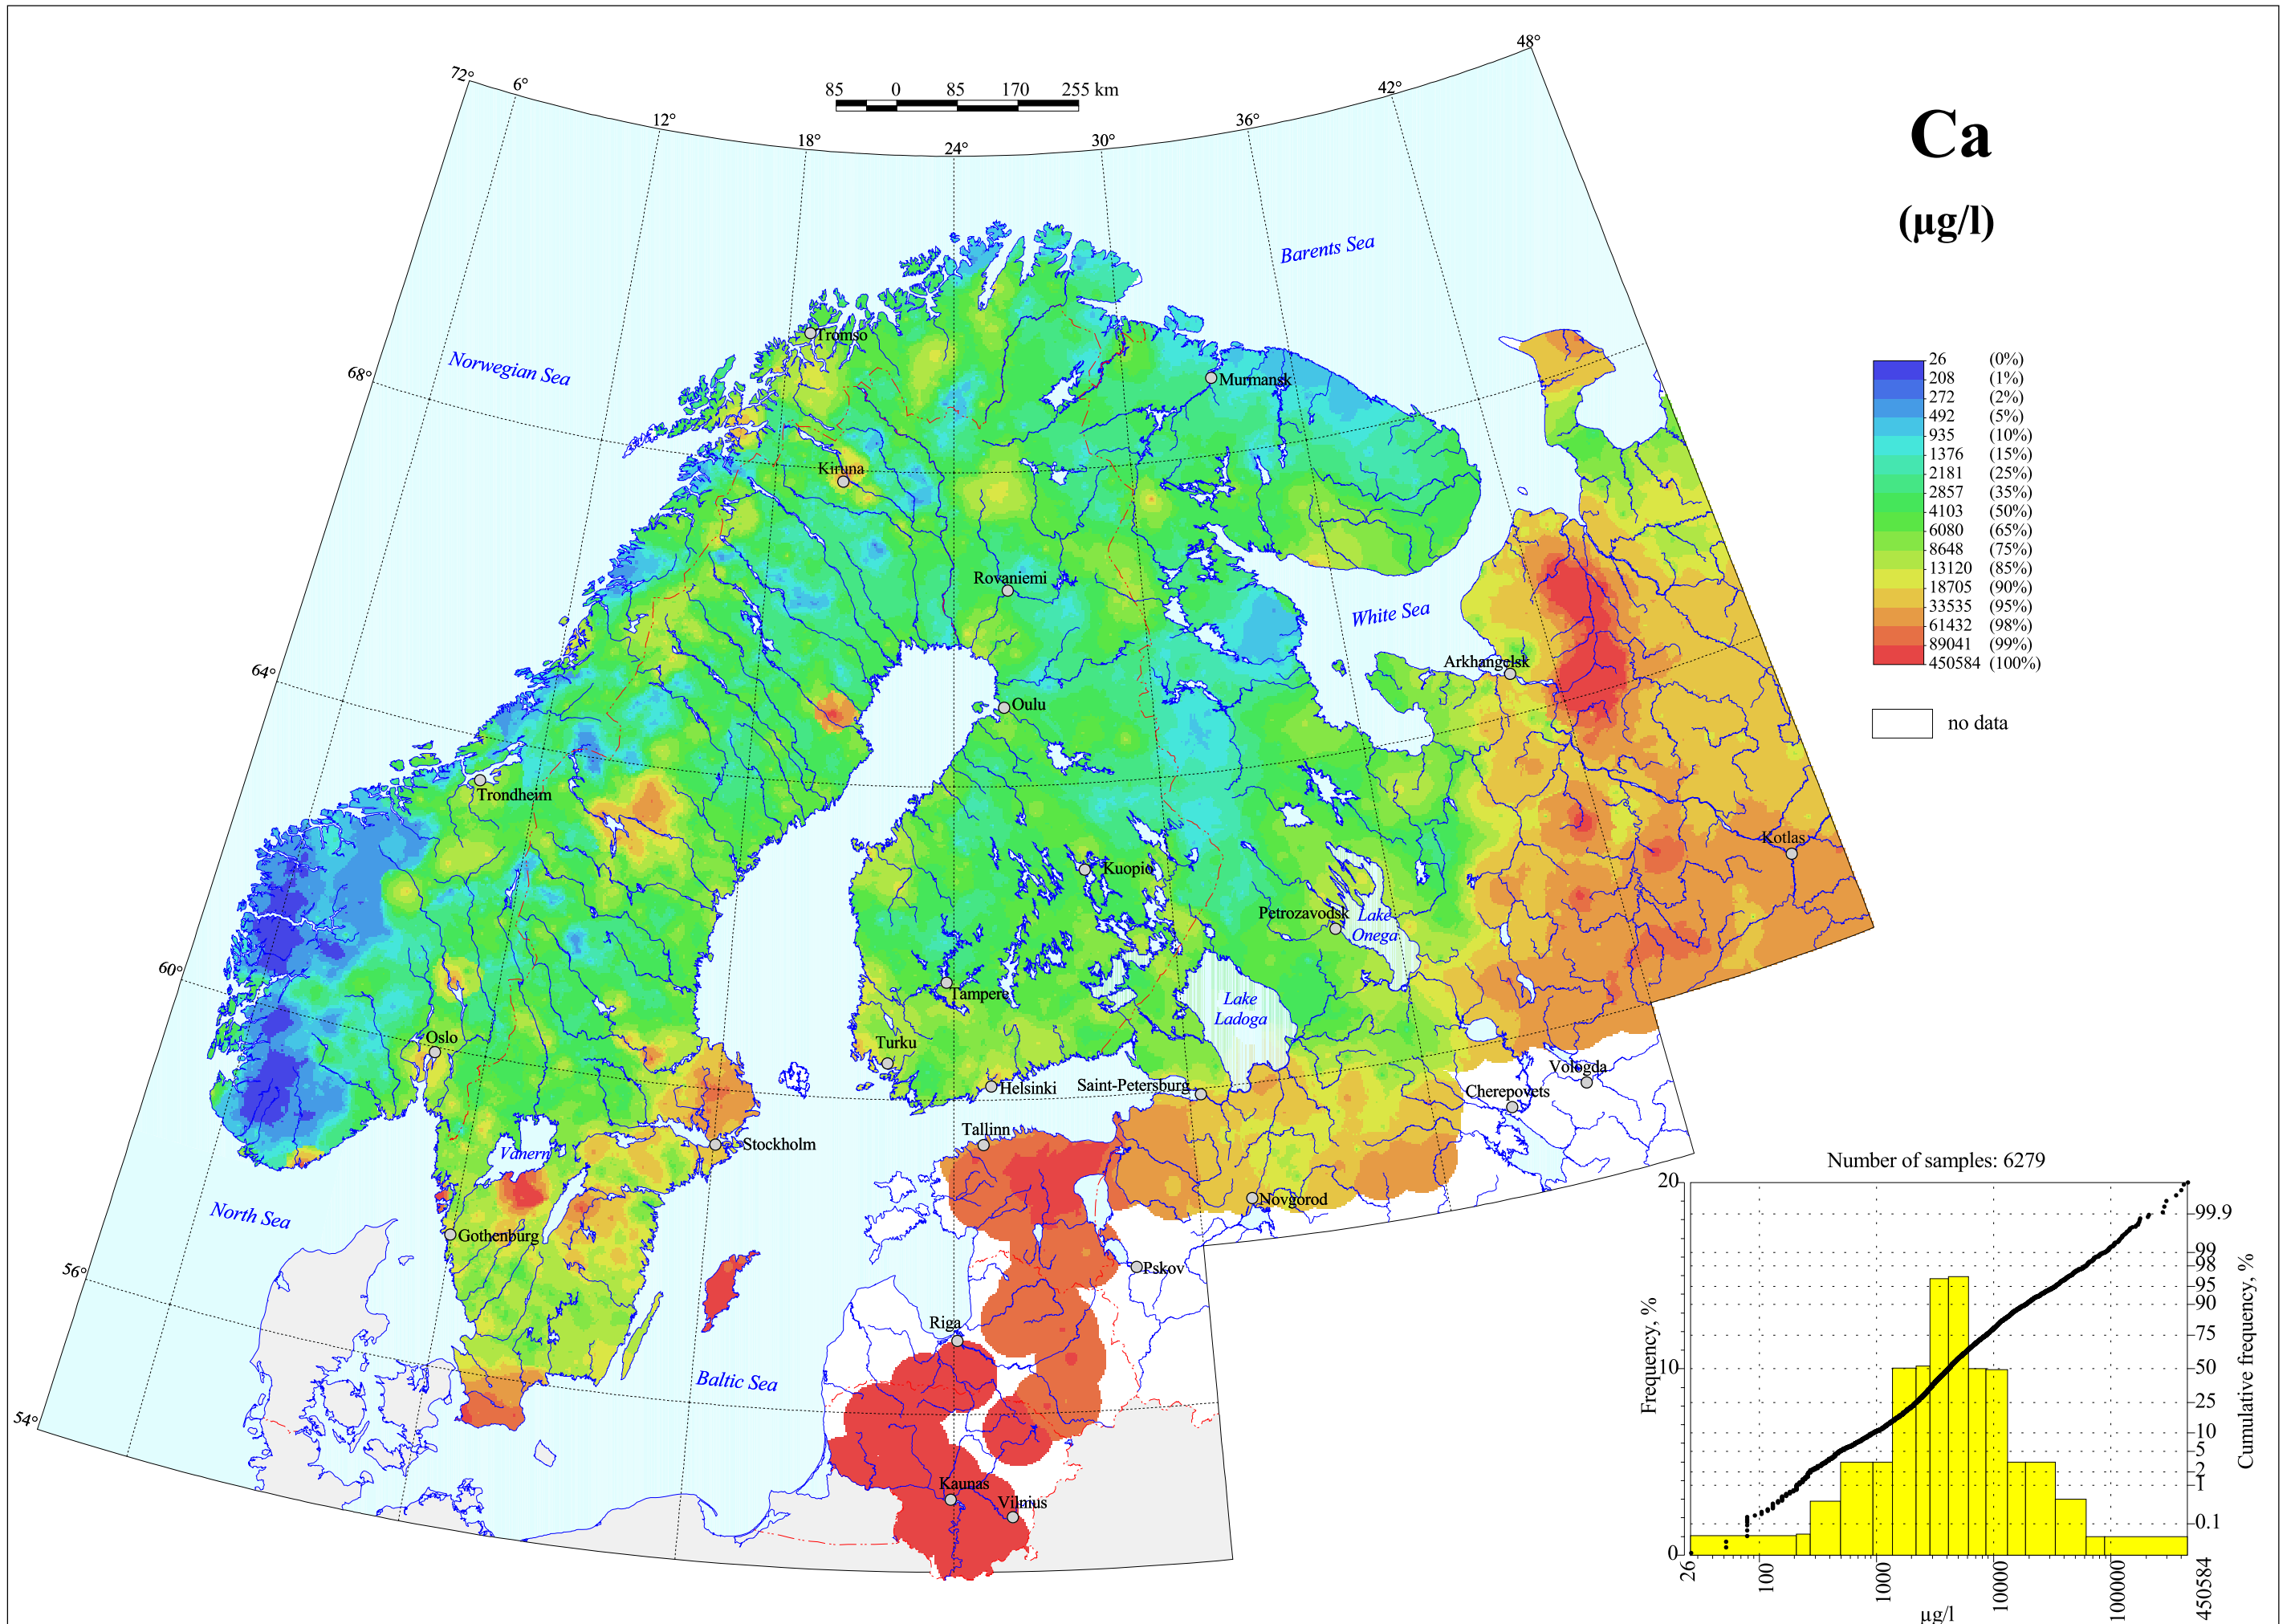 48°
72°
6°
85 0 85 170 255 km
42°
12°
36°
18°
30°
24°
Ca
(µg/l)
Barents Sea
Tromso
Norwegian Sea
68°
Murmansk
Kiruna
26 (0%)
208 (1%)
272 (2%)
492 (5%)
935 (10%)
1376 (15%)
2181 (25%)
2857 (35%)
4103 (50%)
6080 (65%)
8648 (75%)
13120 (85%)
18705 (90%)
33535 (95%)
61432 (98%)
89041 (99%)
450584 (100%)
no data
Rovaniemi
White Sea
Arkhangelsk
64°
Oulu
Trondheim
Kotlas
Kuopio
Petrozavodsk
Lake
Onega
60°
Tampere
Lake
Ladoga
Oslo
Turku
Helsinki
Saint-Petersburg
Vologda
Cherepovets
Tallinn
Stockholm
Vanern
Novgorod
North Sea
Gothenburg
56°
Pskov
Riga
Baltic Sea
54°
Kaunas
Vilnius
Number of samples: 6279
20
10
0
Frequency, %
99.9
99
98
95
90
75
50
25
10
5
2
1
0.1
Cumulative frequency, %
26
100
1000
10000
100000
450584
µg/l